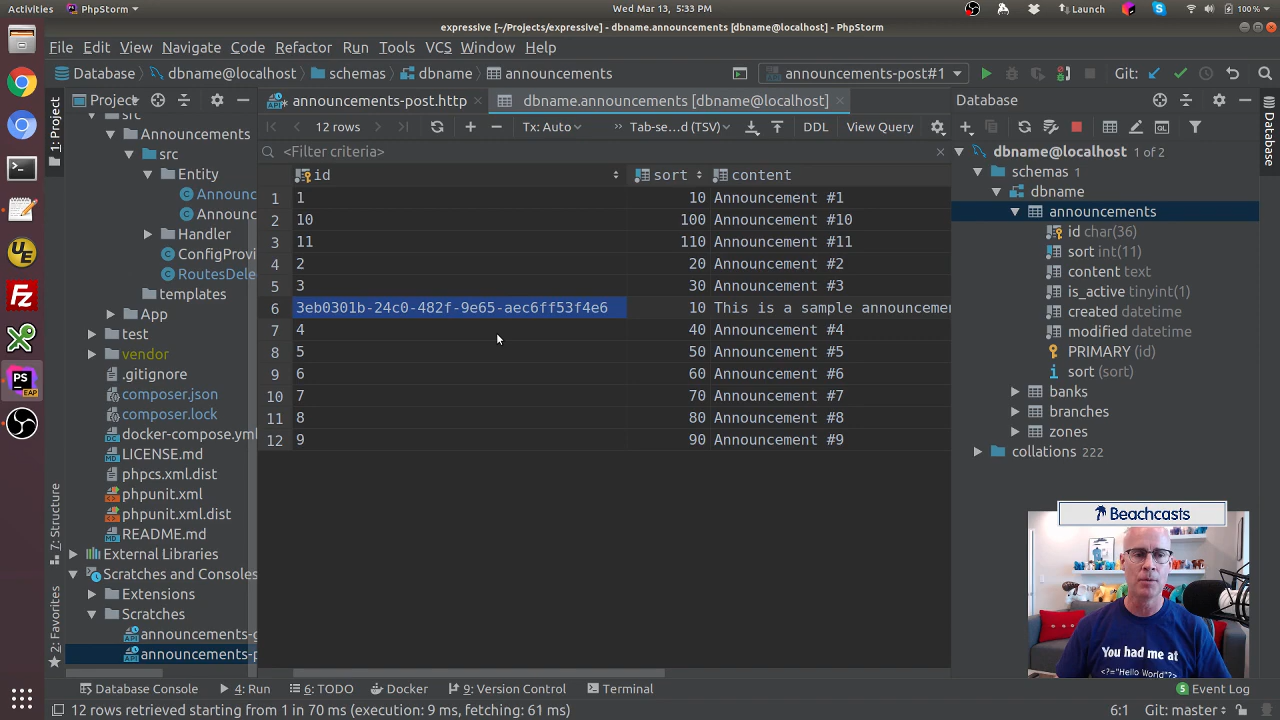 Activities PhpStorm Wed Mar 13, 5:33 PM Launch 100%
expressive [~/Projects/expressive] - dbname.announcements [dbname@localhost] - PhpStorm
File Edit View Navigate Code Refactor Run Tools VCS Window Help
Database dbname@localhost schemas dbname announcements announcements-post#1 Git:
1: Project
Project
src
Announcements
src
Entity
Announc
Announc
Handler
ConfigProvi
RoutesDele
templates
App
test
vendor
.gitignore
composer.json
composer.lock
docker-compose.yml
LICENSE.md
phpcs.xml.dist
phpunit.xml
phpunit.xml.dist
README.md
External Libraries
Scratches and Consoles
Extensions
Scratches
announcements-g
announcements-p
7: Structure
2: Favorites
announcements-post.http dbname.announcements [dbname@localhost]
12 rows Tx: Auto Tab-se...d (TSV) DDL View Query
<Filter criteria>
id sort content
1 1 10 Announcement #1
2 10 100 Announcement #10
3 11 110 Announcement #11
4 2 20 Announcement #2
5 3 30 Announcement #3
6 3eb0301b-24c0-482f-9e65-aec6ff53f4e6 10 This is a sample announcemen
7 4 40 Announcement #4
8 5 50 Announcement #5
9 6 60 Announcement #6
10 7 70 Announcement #7
11 8 80 Announcement #8
12 9 90 Announcement #9
Database
Database
dbname@localhost 1 of 2
schemas 1
dbname
announcements
id char(36)
sort int(11)
content text
is_active tinyint(1)
created datetime
modified datetime
PRIMARY (id)
sort (sort)
banks
branches
zones
collations 222
Beachcasts
You had me at
<?="Hello World"?>
Database Console 4: Run 6: TODO Docker 9: Version Control Terminal Event Log
12 rows retrieved starting from 1 in 70 ms (execution: 9 ms, fetching: 61 ms) 6:1 Git: master